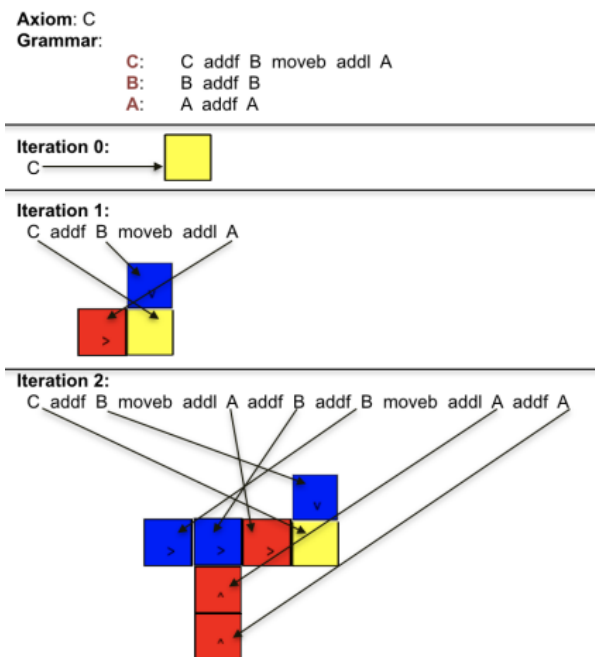 Axiom: C
Grammar:
C: C addf B moveb addl A
B: B addf B
A: A addf A
Iteration 0:
C
Iteration 1:
C addf B moveb addl A
v
>
Iteration 2:
C addf B moveb addl A addf B addf B moveb addl A addf A
v
> > >
^
^